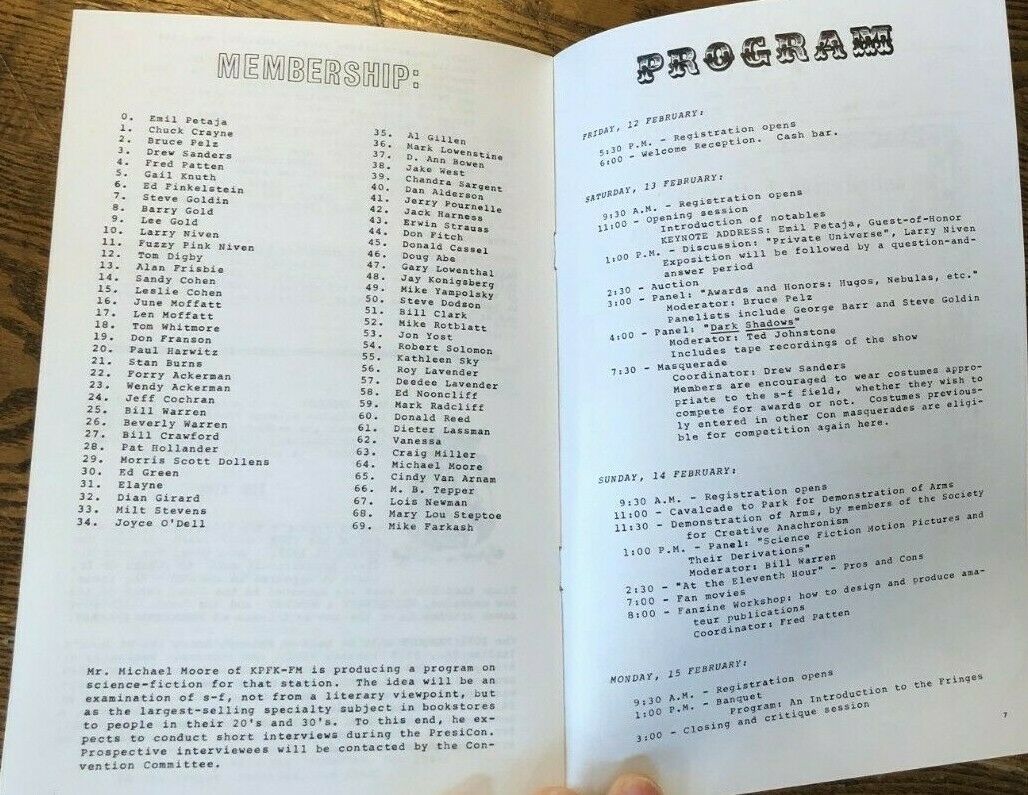 MEMBERSHIP:
0. Emil Petaja
1. Chuck Crayne
2. Bruce Pelz
3. Drew Sanders
4. Fred Patten
5. Gail Knuth
6. Ed Finkelstein
7. Steve Goldin
8. Barry Gold
9. Lee Gold
10. Larry Niven
11. Fuzzy Pink Niven
12. Tom Digby
13. Alan Frisbie
14. Sandy Cohen
15. Leslie Cohen
16. June Moffatt
17. Len Moffatt
18. Tom Whitmore
19. Don Franson
20. Paul Harwitz
21. Stan Burns
22. Forry Ackerman
23. Wendy Ackerman
24. Jeff Cochran
25. Bill Warren
26. Beverly Warren
27. Bill Crawford
28. Pat Hollander
29. Morris Scott Dollens
30. Ed Green
31. Elayne
32. Dian Girard
33. Milt Stevens
34. Joyce O'Dell
35. Al Gillen
36. Mark Lowenstine
37. D. Ann Bowen
38. Jake West
39. Chandra Sargent
40. Dan Alderson
41. Jerry Pournelle
42. Jack Harness
43. Erwin Strauss
44. Don Fitch
45. Donald Cassel
46. Doug Abe
47. Gary Lowenthal
48. Jay Konigsberg
49. Mike Yampolsky
50. Steve Dodson
51. Bill Clark
52. Mike Rotblatt
53. Jon Yost
54. Robert Solomon
55. Kathleen Sky
56. Roy Lavender
57. Deedee Lavender
58. Ed Nooncliff
59. Mark Radcliff
60. Donald Reed
61. Dieter Lassman
62. Vanessa
63. Craig Miller
64. Michael Moore
65. Cindy Van Arnam
66. M. B. Tepper
67. Lois Newman
68. Mary Lou Steptoe
69. Mike Farkash
Mr. Michael Moore of KPFK-FM is producing a program on
science-fiction for that station. The idea will be an
examination of s-f, not from a literary viewpoint, but
as the largest-selling specialty subject in bookstores
to people in their 20's and 30's. To this end, he ex-
pects to conduct short interviews during the PresiCon.
Prospective interviewees will be contacted by the Con-
vention Committee.
PROGRAM
FRIDAY, 12 FEBRUARY:
5:30 P.M. - Registration opens
6:00 - Welcome Reception. Cash bar.
SATURDAY, 13 FEBRUARY:
9:30 A.M. - Registration opens
11:00 - Opening session
Introduction of notables
KEYNOTE ADDRESS: Emil Petaja, Guest-of-Honor
1:00 P.M. - Discussion: "Private Universe", Larry Niven
Exposition will be followed by a question-and-
answer period
2:30 - Auction
3:00 - Panel: "Awards and Honors: Hugos, Nebulas, etc."
Moderator: Bruce Pelz
Panelists include George Barr and Steve Goldin
4:00 - Panel: "Dark Shadows"
Moderator: Ted Johnstone
Includes tape recordings of the show
7:30 - Masquerade
Coordinator: Drew Sanders
Members are encouraged to wear costumes appro-
priate to the s-f field, whether they wish to
compete for awards or not. Costumes previous-
ly entered in other Con masquerades are eligi-
ble for competition again here.
SUNDAY, 14 FEBRUARY:
9:30 A.M. - Registration opens
11:00 - Cavalcade to Park for Demonstration of Arms
11:30 - Demonstration of Arms, by members of the Society
for Creative Anachronism
1:00 P.M. - Panel: "Science Fiction Motion Pictures and
Their Derivations"
Moderator: Bill Warren
2:30 - "At the Eleventh Hour" - Pros and Cons
7:00 - Fan movies
8:00 - Fanzine Workshop: how to design and produce ama-
teur publications
Coordinator: Fred Patten
MONDAY, 15 FEBRUARY:
9:30 A.M. - Registration opens
1:00 P.M. - Banquet
Program: An Introduction to the Fringes
3:00 - Closing and critique session
7